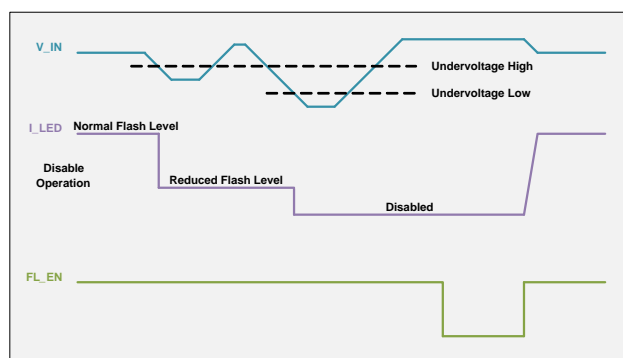 V_IN
Undervoltage High
Undervoltage Low
I_LED
Normal Flash Level
Disable
Operation
Reduced Flash Level
Disabled
FL_EN